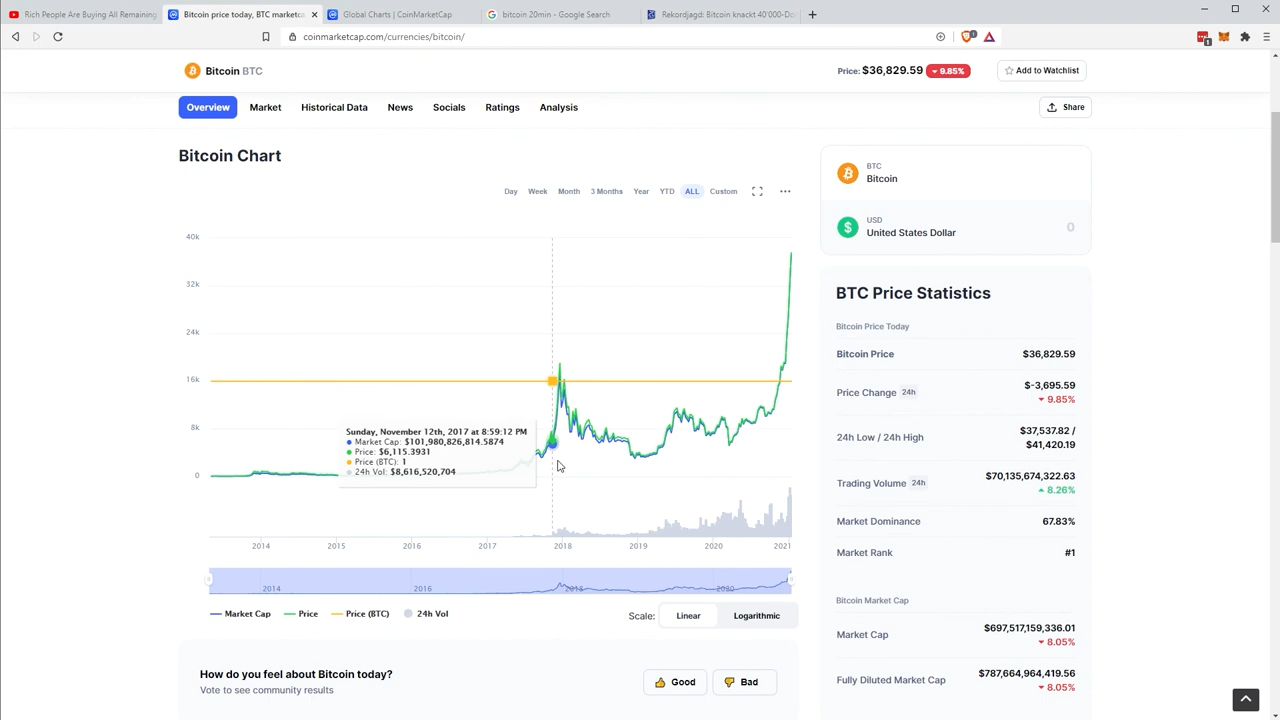 Rich People Are Buying All Remaining
Bitcoin price today, BTC marketca
Global Charts | CoinMarketCap
bitcoin 20min - Google Search
Rekordjagd: Bitcoin knackt 40'000-Do
coinmarketcap.com/currencies/bitcoin/
1
1
Bitcoin BTC
Price: $36,829.59 9.85%
Add to Watchlist
Overview
Market
Historical Data
News
Socials
Ratings
Analysis
Share
Bitcoin Chart
Day
Week
Month
3 Months
Year
YTD
ALL
Custom
40k
32k
24k
16k
8k
0
Sunday, November 12th, 2017 at 8:59:12 PM
Market Cap: $101,980,826,814.5874
Price: $6,115.3931
Price (BTC): 1
24h Vol: $8,616,520,704
2014
2015
2016
2017
2018
2019
2020
2021
2014
2016
2018
2020
Market Cap
Price
Price (BTC)
24h Vol
Scale:
Linear
Logarithmic
How do you feel about Bitcoin today?
Vote to see community results
Good
Bad
BTC
Bitcoin
USD
United States Dollar
0
BTC Price Statistics
Bitcoin Price Today
Bitcoin Price
$36,829.59
Price Change 24h
$-3,695.59
9.85%
24h Low / 24h High
$37,537.82 /
$41,420.19
Trading Volume 24h
$70,135,674,322.63
8.26%
Market Dominance
67.83%
Market Rank
#1
Bitcoin Market Cap
Market Cap
$697,517,159,336.01
8.05%
Fully Diluted Market Cap
$787,664,964,419.56
8.05%